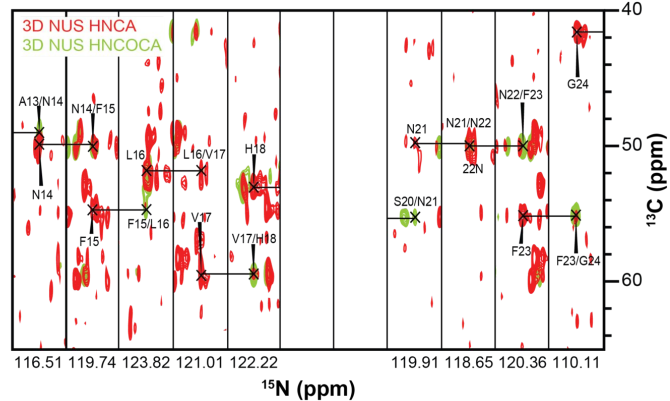 3D NUS HNCA
3D NUS HNCOCA
40
G24
A13/N14
N14/F15
N22/F23
N21
N21/N22
L16
L16/V17
H18
50
N14
22N
13C (ppm)
S20/N21
V17
F15
F15/L16
V17/H18
F23
F23/G24
60
116.51 119.74 123.82 121.01 122.22 119.91 118.65 120.36 110.11
15N (ppm)